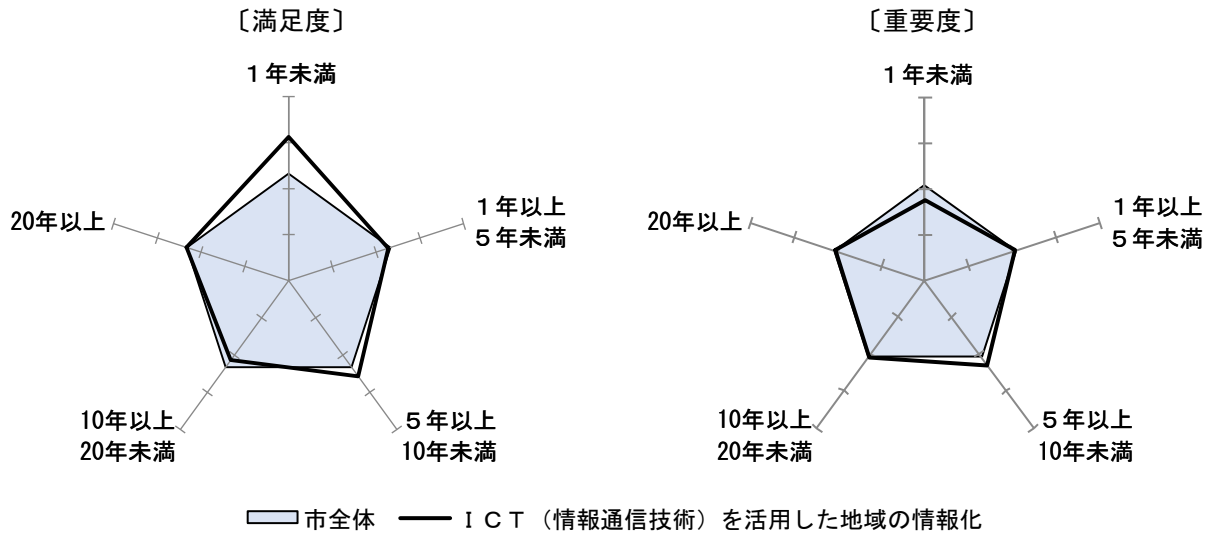 〔満足度〕
１年未満
１年以上
５年未満
５年以上
10年未満
10年以上
20年未満
20年以上
〔重要度〕
１年未満
１年以上
５年未満
５年以上
10年未満
10年以上
20年未満
20年以上
市全体
ＩＣＴ（情報通信技術）を活用した地域の情報化